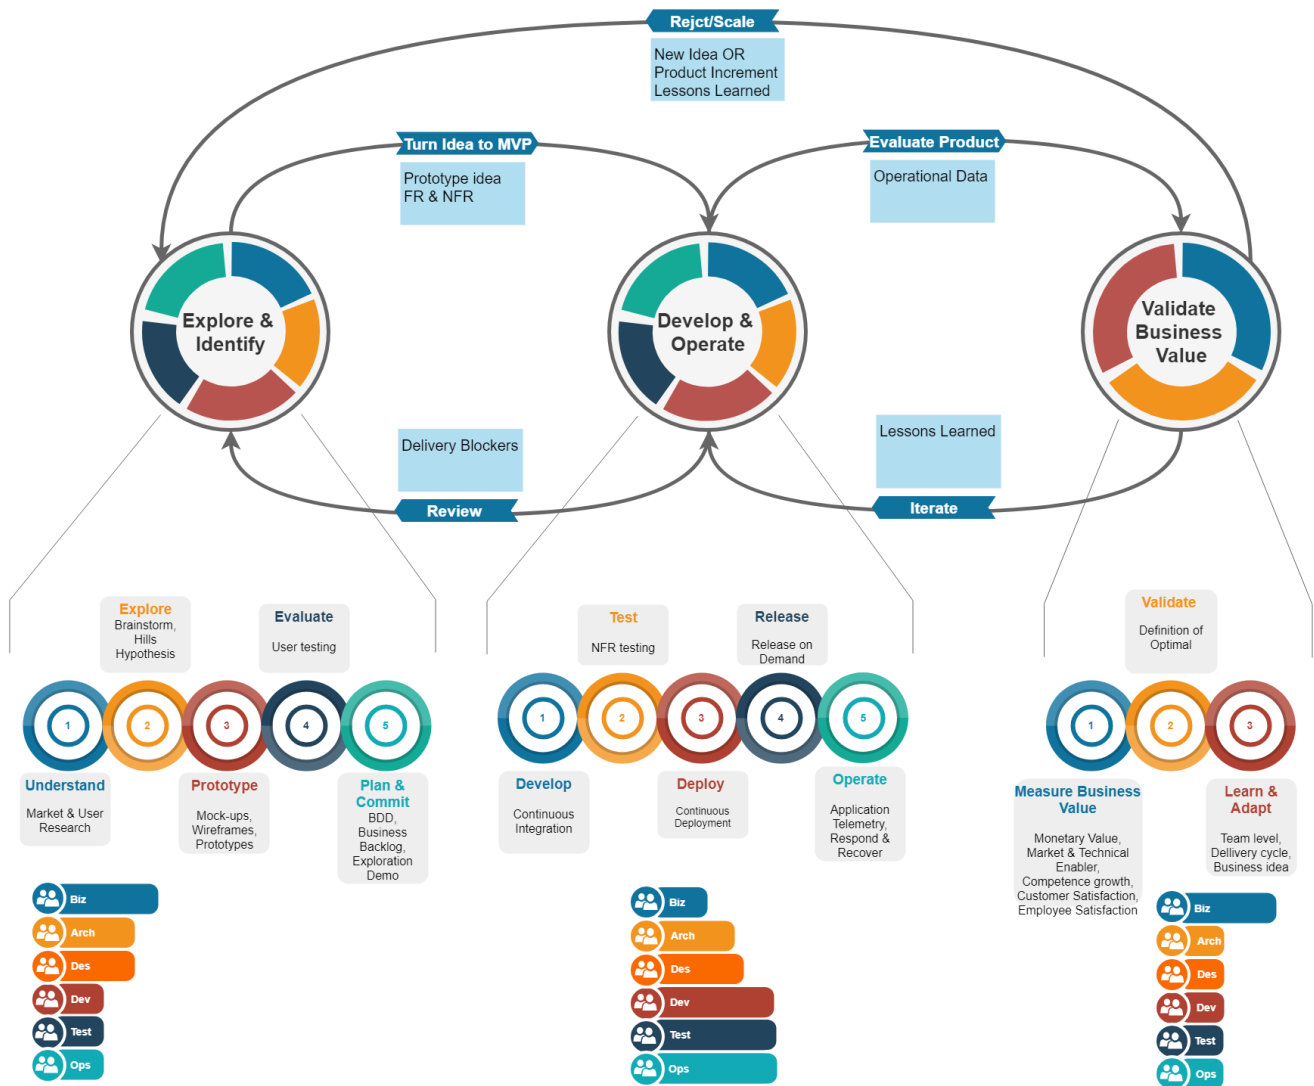 Rejct/Scale
New Idea OR
Product Increment
Lessons Learned
Turn Idea to MVP
Prototype idea
FR & NFR
Evaluate Product
Operational Data
Explore &
Identify
Develop &
Operate
Validate
Business
Value
Delivery Blockers
Review
Lessons Learned
Iterate
Explore
Brainstorm,
Hills
Hypothesis
Evaluate
User testing
1
2
3
4
5
Understand
Market & User
Research
Prototype
Mock-ups,
Wireframes,
Prototypes
Plan &
Commit
BDD,
Business
Backlog,
Exploration
Demo
Biz
Arch
Des
Dev
Test
Ops
Test
NFR testing
Release
Release on
Demand
1
2
3
4
5
Develop
Continuous
Integration
Deploy
Continuous
Deployment
Operate
Application
Telemetry,
Respond &
Recover
Biz
Arch
Des
Dev
Test
Ops
Validate
Definition of
Optimal
1
2
3
Measure Business
Value
Monetary Value,
Market & Technical
Enabler,
Competence growth,
Customer Satisfaction,
Employee Satisfaction
Learn &
Adapt
Team level,
Dellivery cycle,
Business idea
Biz
Arch
Des
Dev
Test
Ops